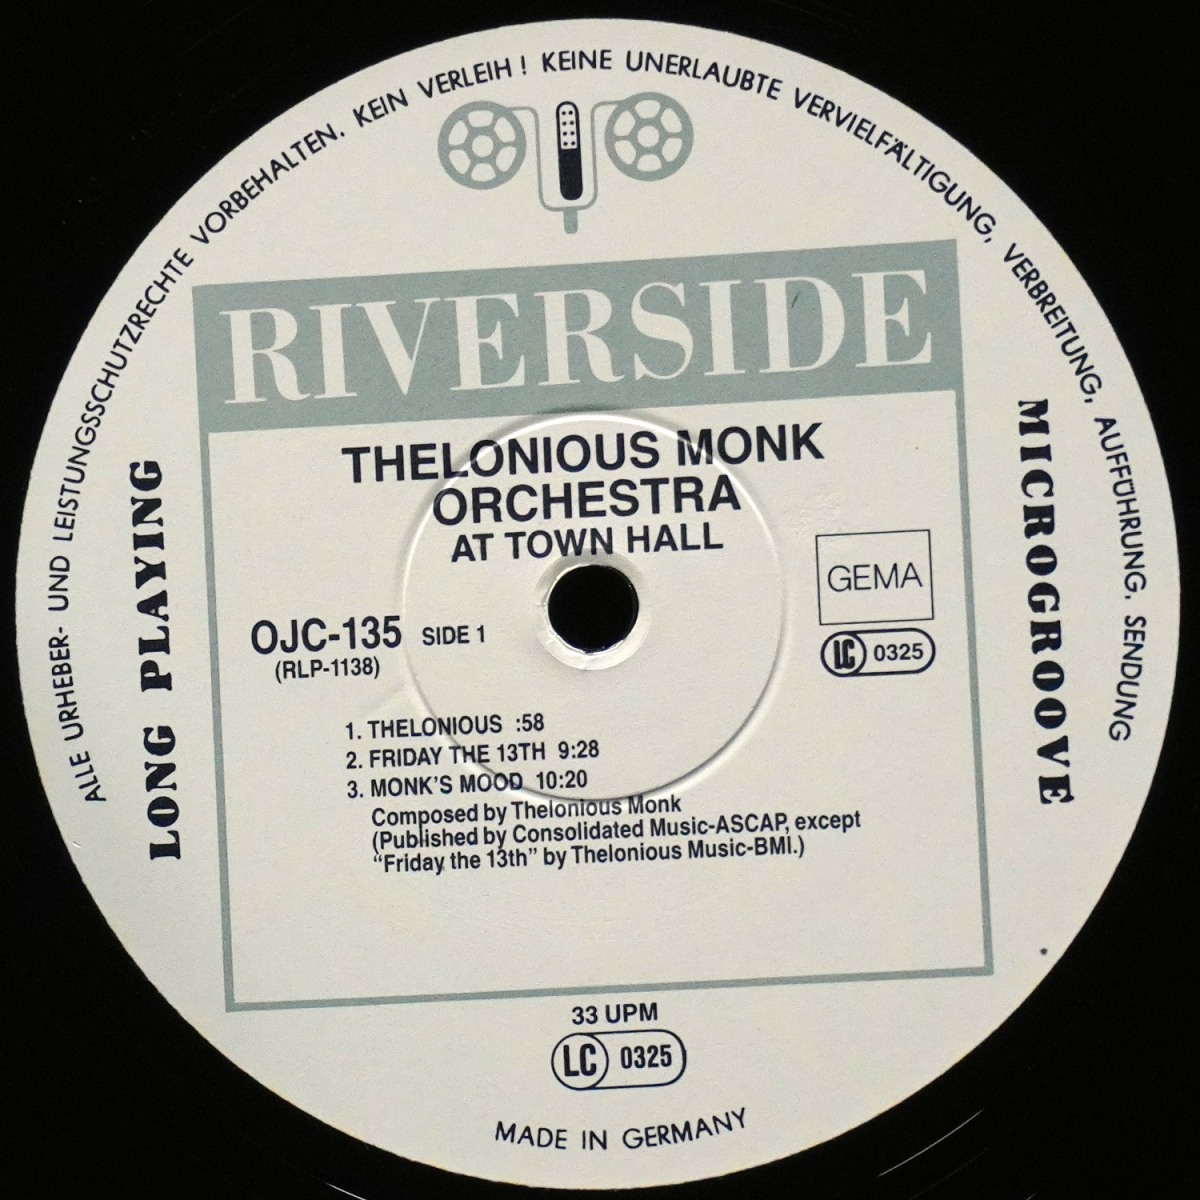 ALLE URHEBER- UND LEISTUNGSSCHUTZRECHTE VORBEHALTEN. KEIN VERLEIH! KEINE UNERLAUBTE VERVIELFÄLTIGUNG, VERBREITUNG, AUFFÜHRUNG, SENDUNG
RIVERSIDE
LONG PLAYING
MICROGROOVE
THELONIOUS MONK
ORCHESTRA
AT TOWN HALL
GEMA
OJC-135 SIDE 1
(RLP-1138)
LC 0325
1. THELONIOUS :58
2. FRIDAY THE 13TH 9:28
3. MONK'S MOOD 10:20
Composed by Thelonious Monk
(Published by Consolidated Music-ASCAP, except
“Friday the 13th” by Thelonious Music-BMI.)
33 UPM
LC 0325
MADE IN GERMANY